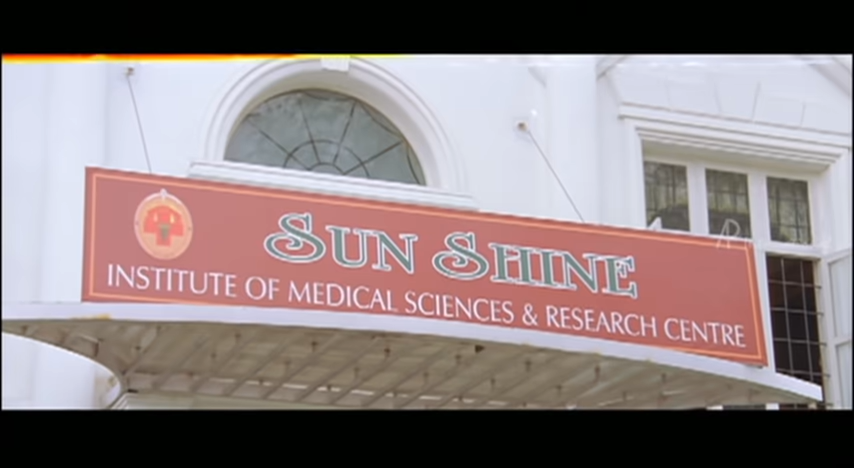 SUN SHINE
INSTITUTE OF MEDICAL SCIENCES & RESEARCH CENTRE